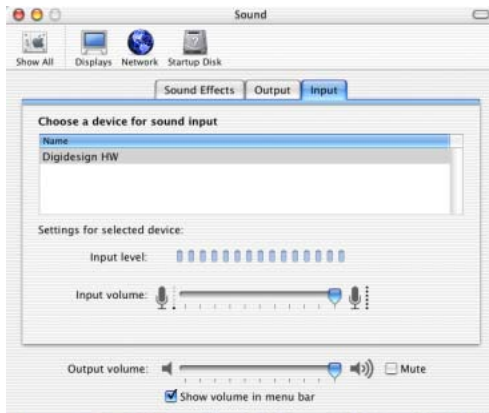 Sound
Show All Displays Network Startup Disk
Sound Effects Output Input
Choose a device for sound input
Name
Digidesign HW
Settings for selected device:
Input level:
Input volume:
Output volume: Mute
Show volume in menu bar